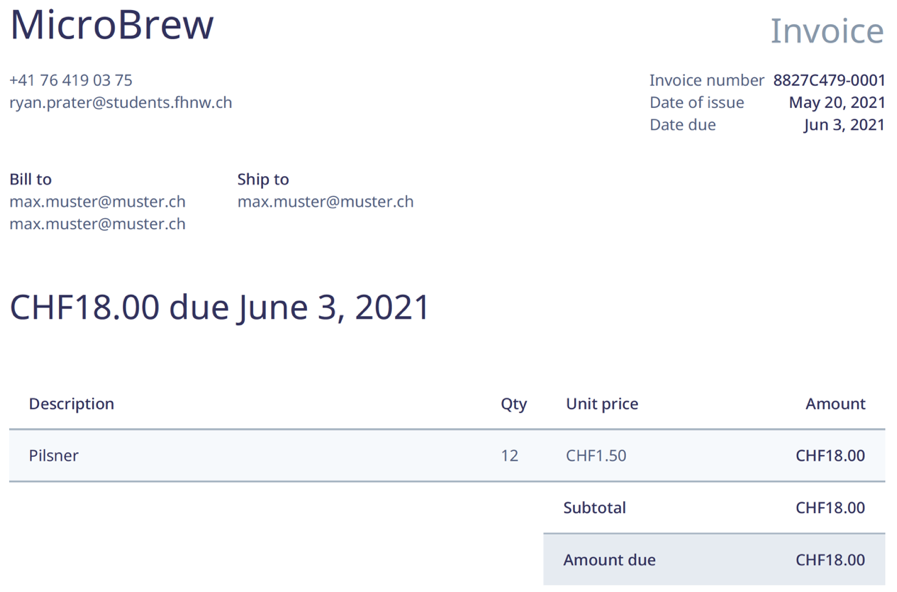 MicroBrew
Invoice
+41 76 419 03 75
ryan.prater@students.fhnw.ch
Invoice number 8827C479-0001
Date of issue May 20, 2021
Date due Jun 3, 2021
Bill to
max.muster@muster.ch
max.muster@muster.ch
Ship to
max.muster@muster.ch
CHF18.00 due June 3, 2021
Description Qty Unit price Amount
Pilsner 12 CHF1.50 CHF18.00
Subtotal CHF18.00
Amount due CHF18.00